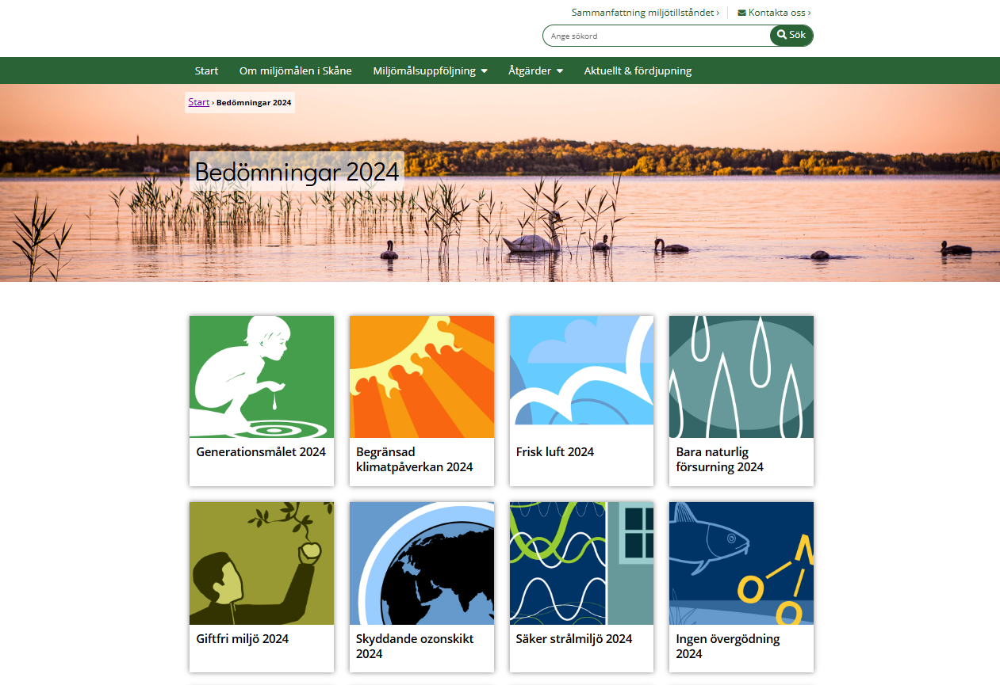 Sammanfattning miljötillståndet ›
Kontakta oss ›
Ange sökord
Sök
Start
Om miljömålen i Skåne
Miljömålsuppföljning
Åtgärder
Aktuellt & fördjupning
Start › Bedömningar 2024
Bedömningar 2024
Generationsmålet 2024
Begränsad
klimatpåverkan 2024
Frisk luft 2024
Bara naturlig
försurning 2024
N
O
O
Giftfri miljö 2024
Skyddande ozonskikt
2024
Säker strålmiljö 2024
Ingen övergödning
2024